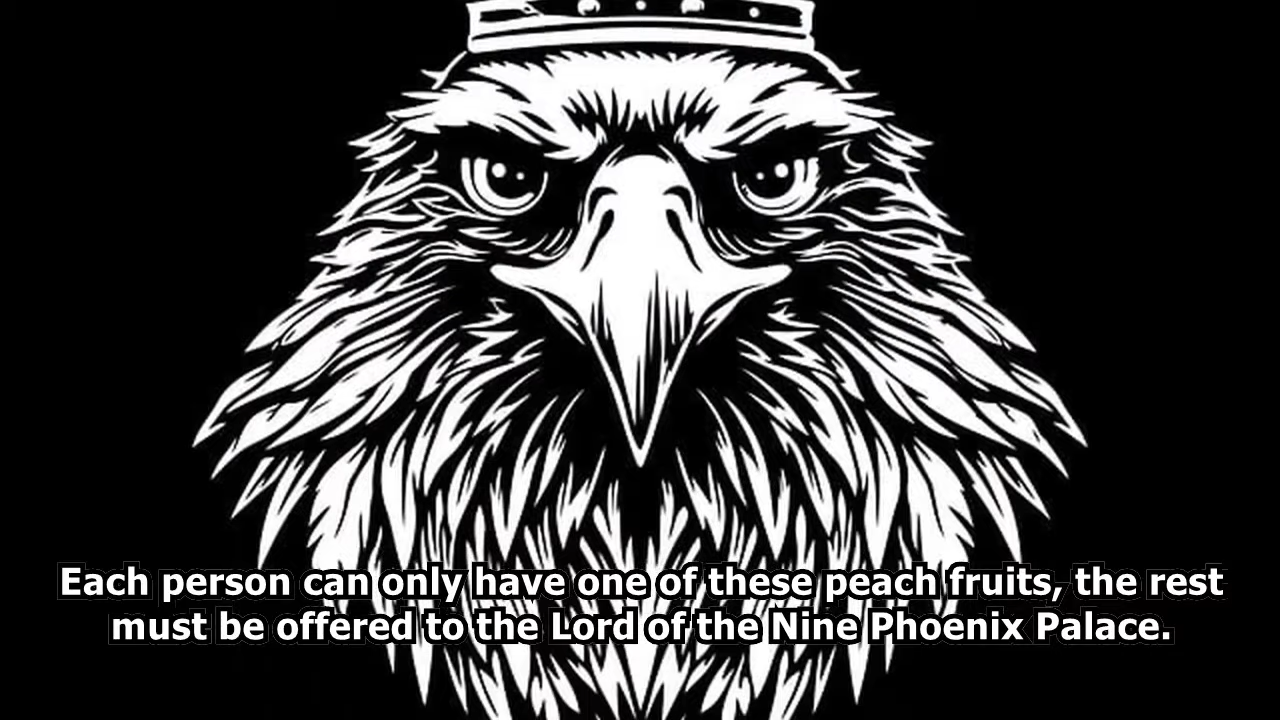 Each person can only have one of these peach fruits, the rest
must be offered to the Lord of the Nine Phoenix Palace.